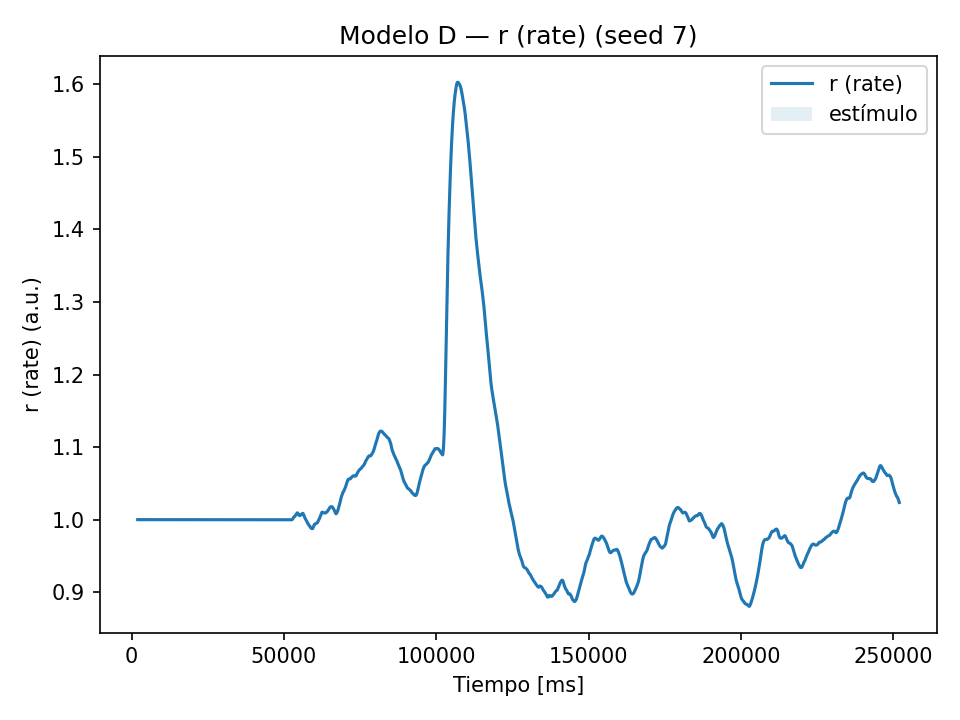 Modelo D — r (rate) (seed 7)
r (rate)
estímulo
r (rate) (a.u.)
1.6
1.5
1.4
1.3
1.2
1.1
1.0
0.9
0
50000
100000
150000
200000
250000
Tiempo [ms]